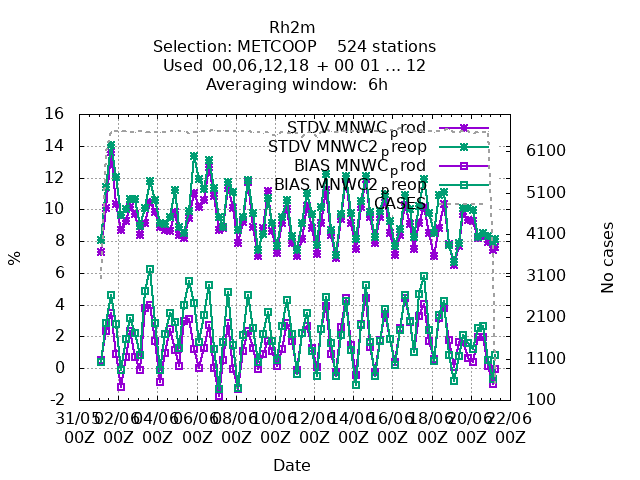 Rh2m
Selection: METCOOP 524 stations
Used 00,06,12,18 + 00 01 ... 12
Averaging window: 6h
16
14
12
10
8
6
4
2
0
-2
%
STDV MNWC_prod
STDV MNWC2_preop
BIAS MNWC_prod
BIAS MNWC2_preop
CASES
6100
5100
4100
3100
2100
1100
100
No cases
31/05 02/06 04/06 06/06 08/06 10/06 12/06 14/06 16/06 18/06 20/06 22/06
00Z 00Z 00Z 00Z 00Z 00Z 00Z 00Z 00Z 00Z 00Z 00Z
Date